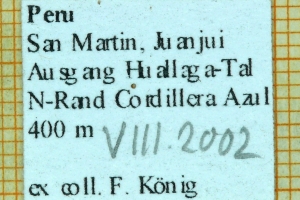 Peru
San Martin, Juanjui
Ausgang Huallaga-Tal
N-Rand Cordillera Azul
400 m VIII.2002
ex coll. F. König